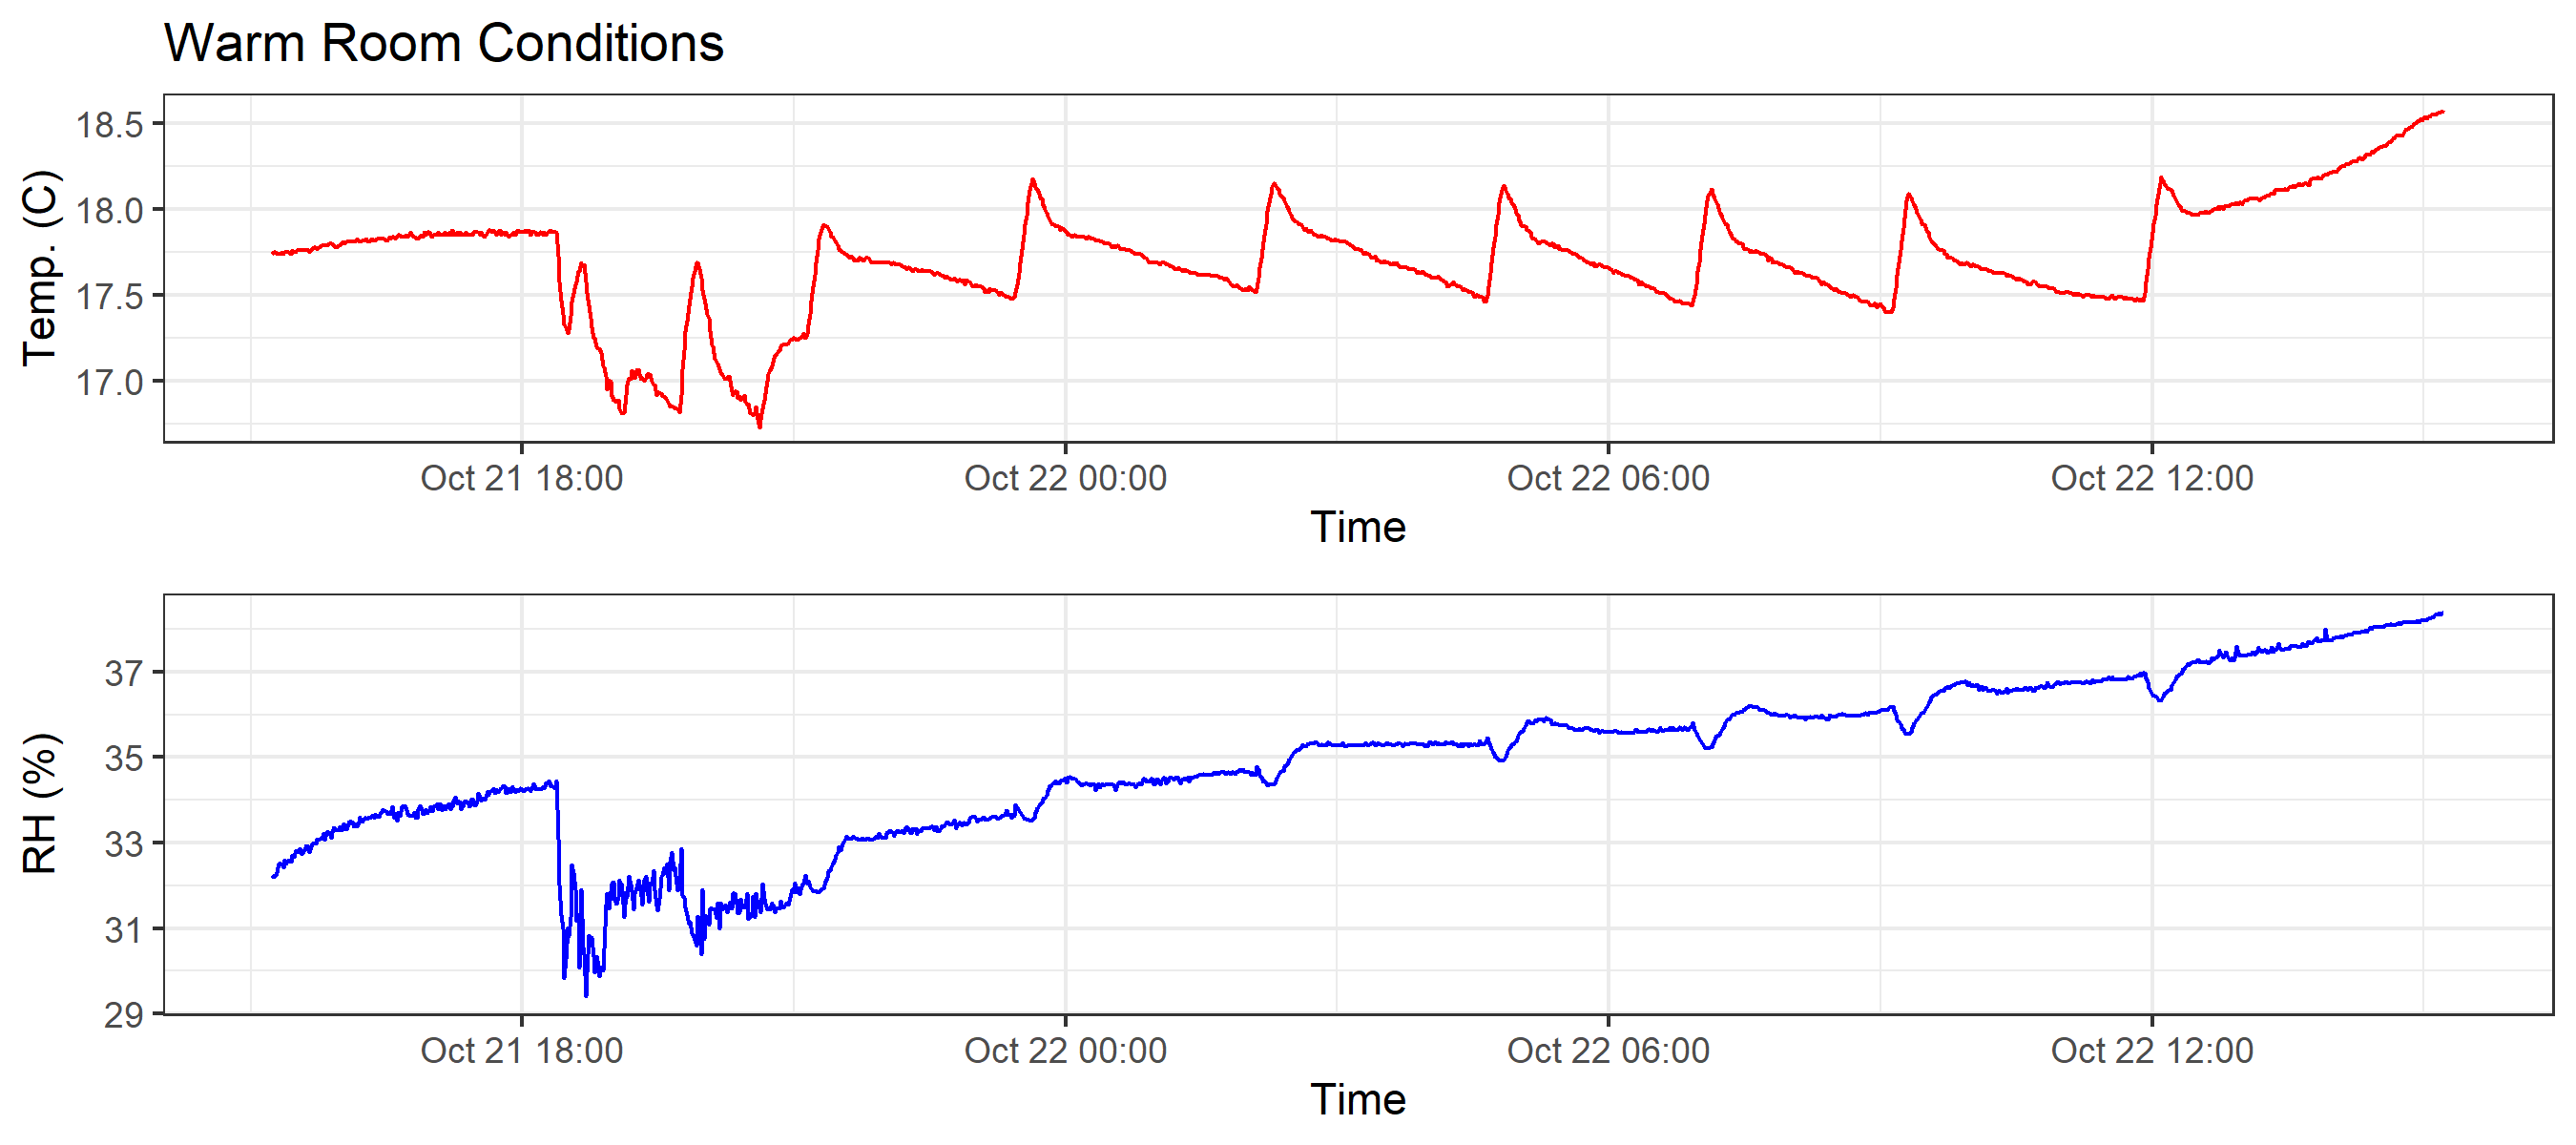 Warm Room Conditions
Temp. (C)
18.5
18.0
17.5
17.0
Oct 21 18:00 Oct 22 00:00 Oct 22 06:00 Oct 22 12:00
Time
RH (%)
37
35
33
31
29
Oct 21 18:00 Oct 22 00:00 Oct 22 06:00 Oct 22 12:00
Time